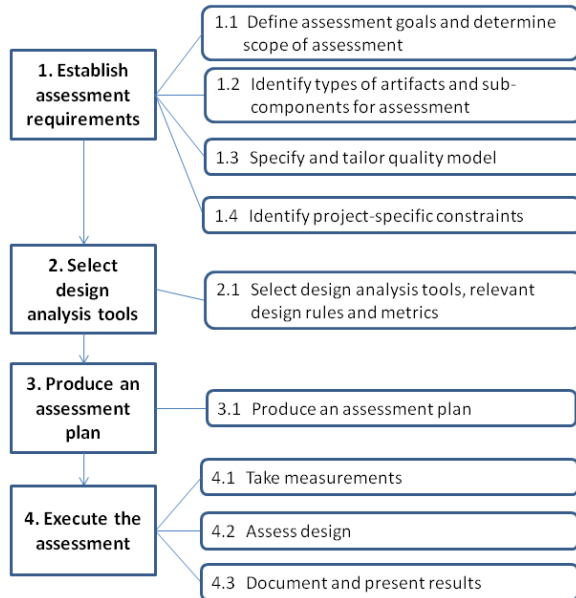 1.1 Define assessment goals and determine
scope of assessment
1. Establish
assessment
requirements
1.2 Identify types of artifacts and sub-
components for assessment
1.3 Specify and tailor quality model
1.4 Identify project-specific constraints
2. Select
design
analysis tools
2.1 Select design analysis tools, relevant
design rules and metrics
3. Produce an
assessment
plan
3.1 Produce an assessment plan
4. Execute the
assessment
4.1 Take measurements
4.2 Assess design
4.3 Document and present results